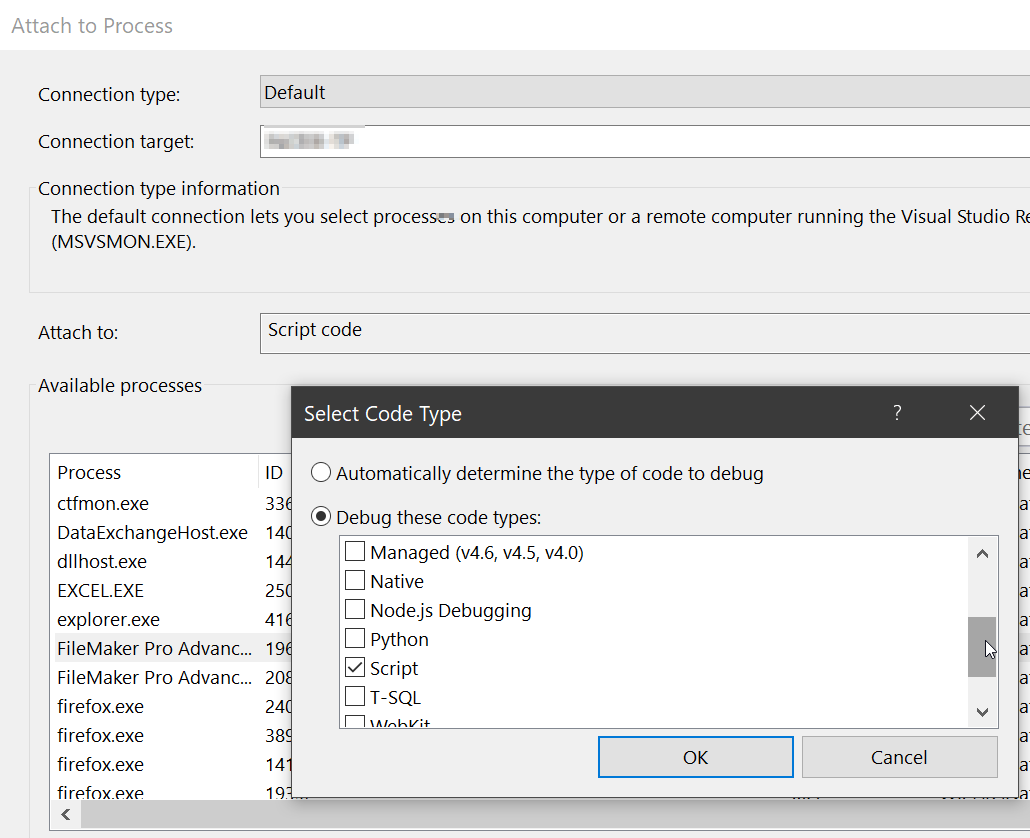 Attach to Process
Connection type:
Default
Connection target:
Connection type information
The default connection lets you select processes on this computer or a remote computer running the Visual Studio Re
(MSVSMON.EXE).
Attach to:
Script code
Available processes
Select Code Type
?
Automatically determine the type of code to debug
Debug these code types:
Managed (v4.6, v4.5, v4.0)
Native
Node.js Debugging
Python
Script
T-SQL
WebKit
OK
Cancel
Process ID
ctfmon.exe 336
DataExchangeHost.exe 140
dllhost.exe 144
EXCEL.EXE 250
explorer.exe 416
FileMaker Pro Advanc... 196
FileMaker Pro Advanc... 208
firefox.exe 240
firefox.exe 389
firefox.exe 141
firefox.exe 193